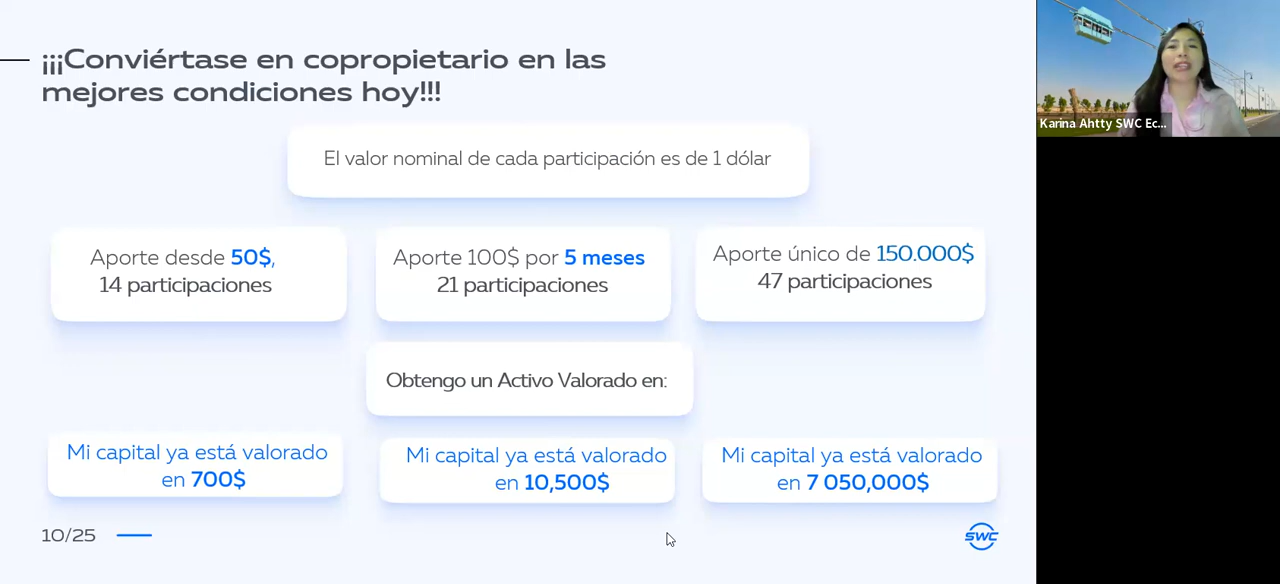 ¡¡¡Conviértase en copropietario en las
mejores condiciones hoy!!!
El valor nominal de cada participación es de 1 dólar
Aporte desde 50$,
14 participaciones
Aporte 100$ por 5 meses
21 participaciones
Aporte único de 150.000$
47 participaciones
Obtengo un Activo Valorado en:
Mi capital ya está valorado
en 700$
Mi capital ya está valorado
en 10,500$
Mi capital ya está valorado
en 7 050,000$
10/25
SWC
Karina Ahtty SWC Ec...